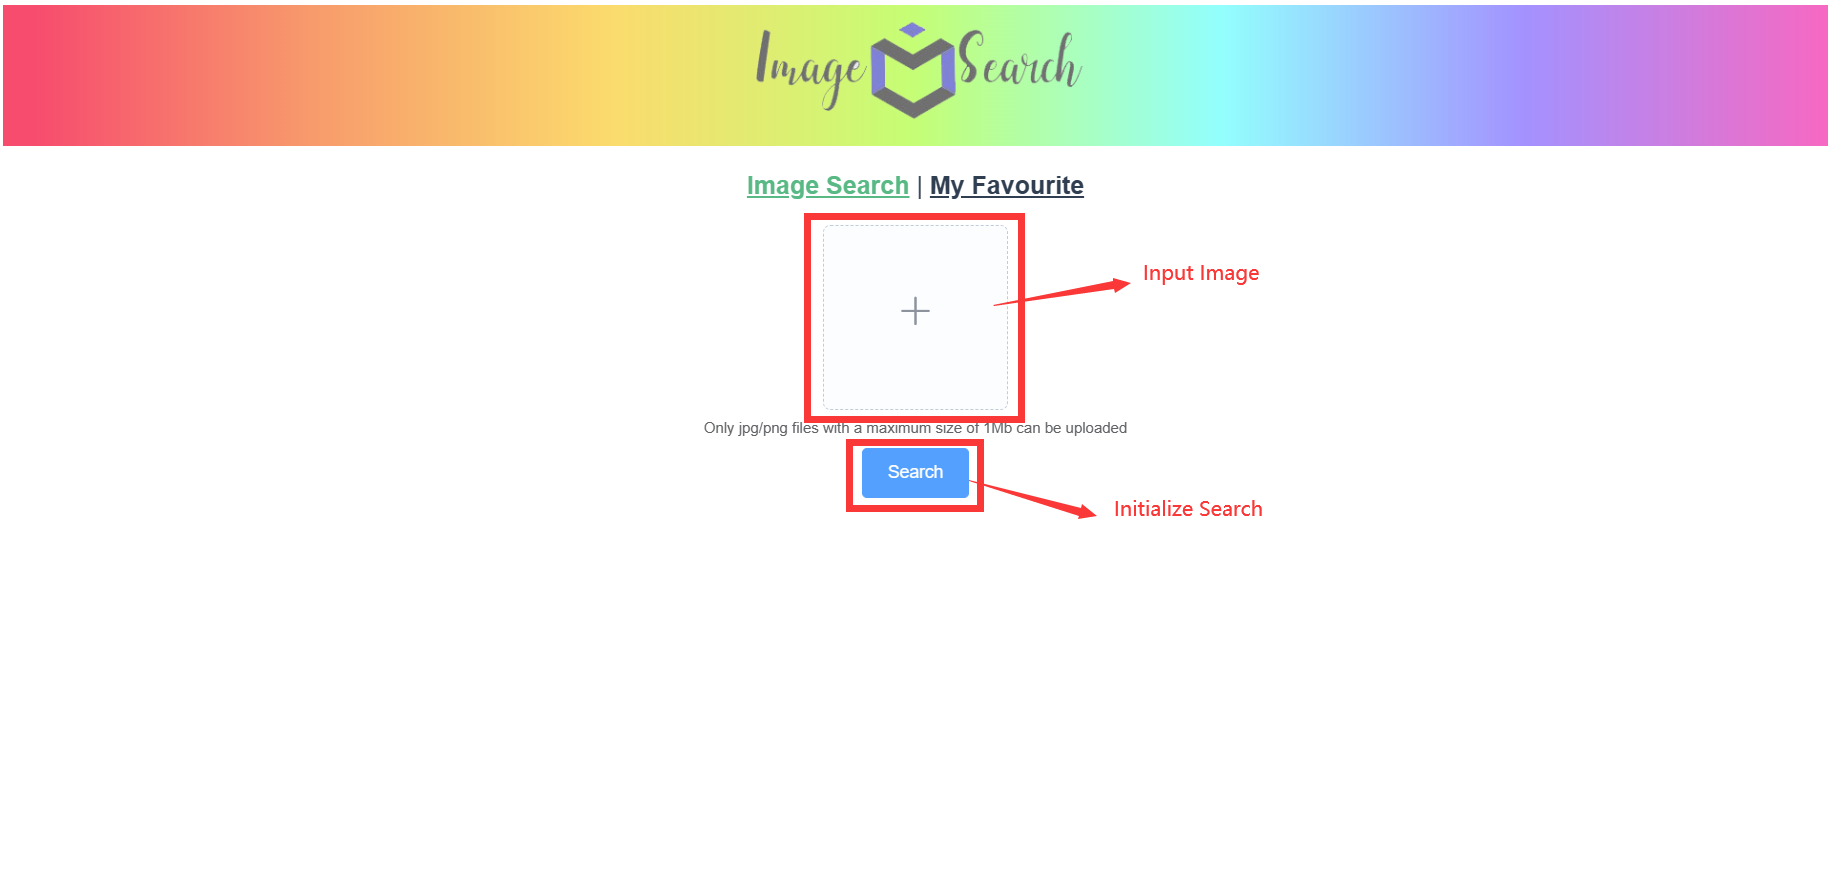 Image Search
Image Search | My Favourite
Input Image
Only jpg/png files with a maximum size of 1Mb can be uploaded
Search
Initialize Search